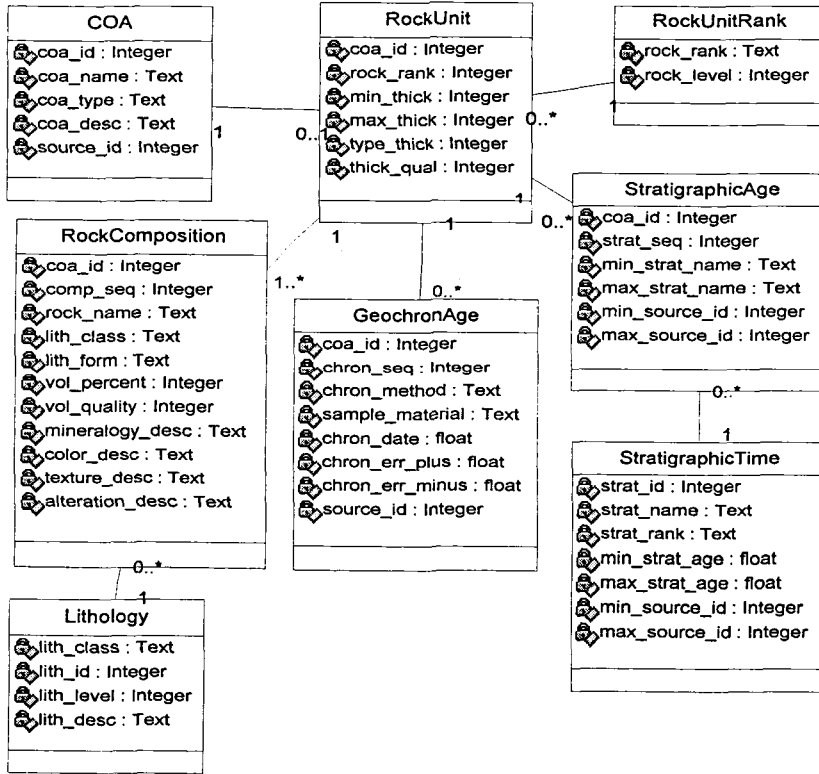 COA
coa_id : Integer
coa_name : Text
coa_type : Text
coa_desc : Text
source_id : Integer
RockUnit
coa_id : Integer
rock_rank : Integer
min_thick : Integer
max_thick : Integer
type_thick : Integer
thick_qual : Integer
RockUnitRank
rock_rank : Text
rock_level : Integer
1
0..1
0..*
1
StratigraphicAge
coa_id : Integer
strat_seq : Integer
min_strat_name : Text
max_strat_name : Text
min_source_id : Integer
max_source_id : Integer
1
0..*
1
1..*
1
0..*
RockComposition
coa_id : Integer
comp_seq : Integer
rock_name : Text
lith_class : Text
lith_form : Text
vol_percent : Integer
vol_quality : Integer
mineralogy_desc : Text
color_desc : Text
texture_desc : Text
alteration_desc : Text
GeochronAge
coa_id : Integer
chron_seq : Integer
chron_method : Text
sample_material : Text
chron_date : float
chron_err_plus : float
chron_err_minus : float
source_id : Integer
0..*
1
StratigraphicTime
strat_id : Integer
strat_name : Text
strat_rank : Text
min_strat_age : float
max_strat_age : float
min_source_id : Integer
max_source_id : Integer
0..*
1
Lithology
lith_class : Text
lith_id : Integer
lith_level : Integer
lith_desc : Text